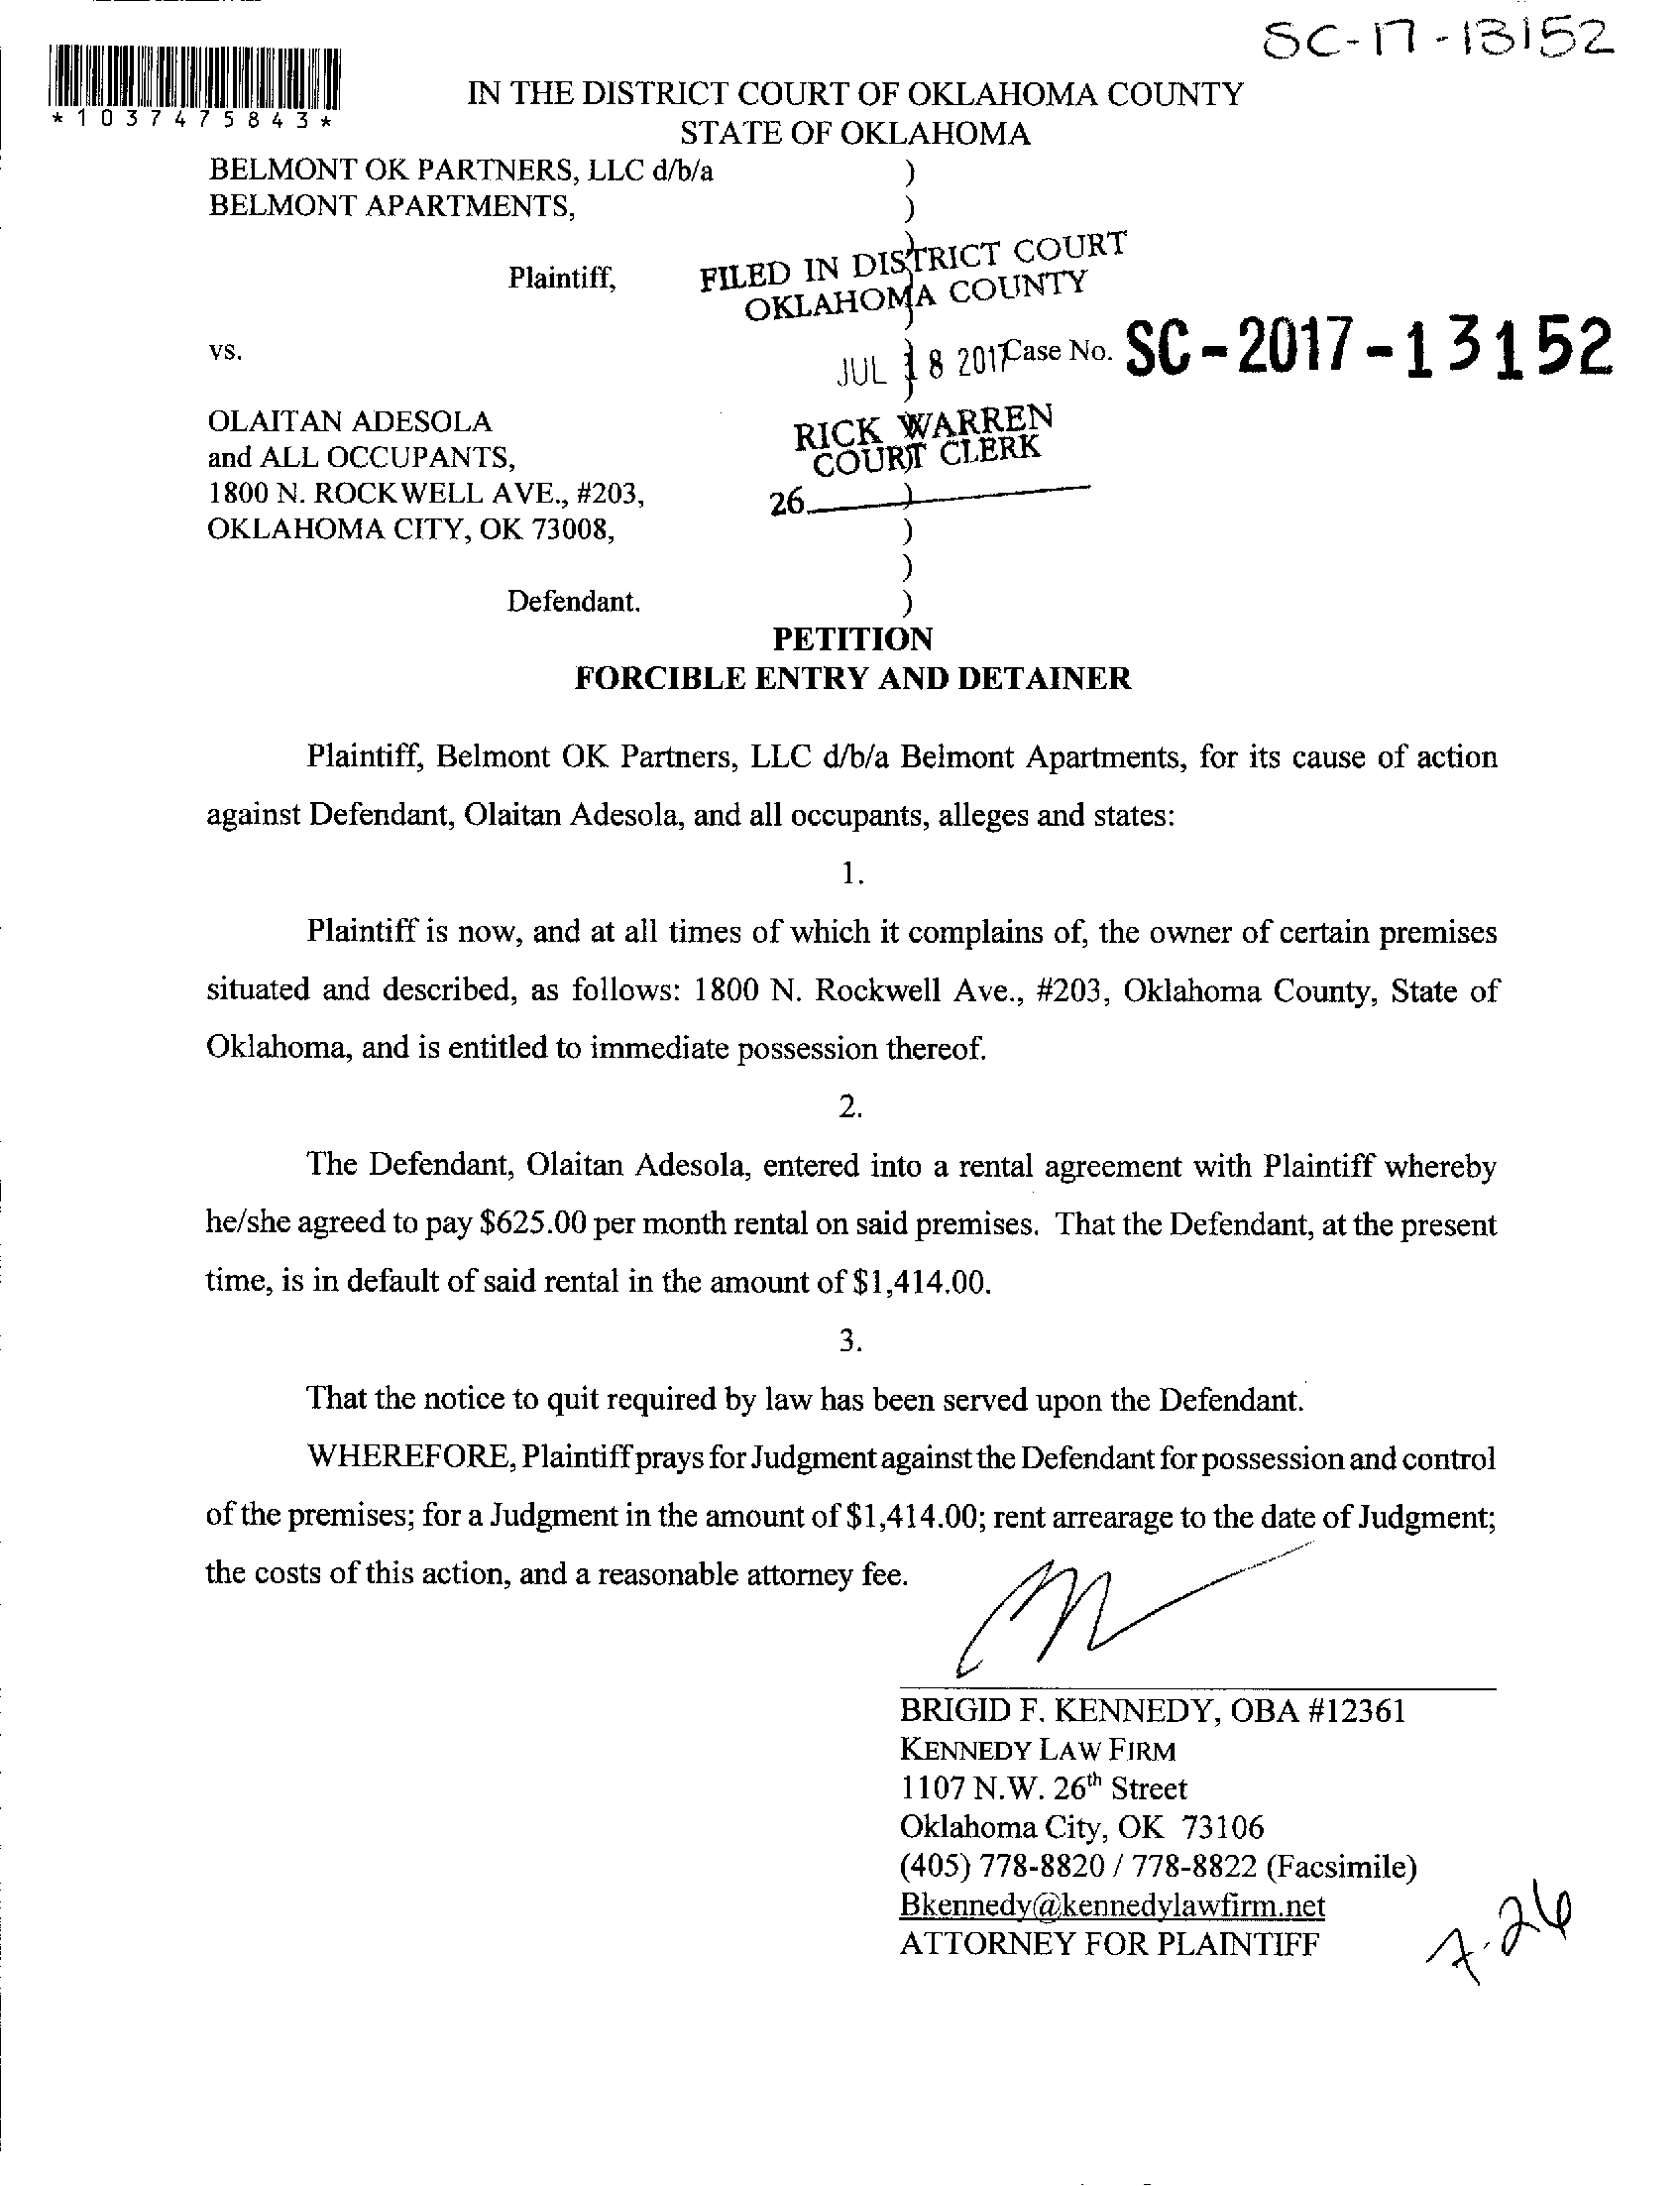 SC-17-13152
*1037475843*
IN THE DISTRICT COURT OF OKLAHOMA COUNTY
STATE OF OKLAHOMA
BELMONT OK PARTNERS, LLC d/b/a )
BELMONT APARTMENTS, )
)
Plaintiff, )
FILED IN DISTRICT COURT
OKLAHOMA COUNTY
vs. ) Case No. SC-2017-13152
JUL 18 2017
OLAITAN ADESOLA
RICK WARREN
and ALL OCCUPANTS, )
COURT CLERK
1800 N. ROCKWELL AVE., #203, )
26
OKLAHOMA CITY, OK 73008, )
)
Defendant. )
PETITION
FORCIBLE ENTRY AND DETAINER
Plaintiff, Belmont OK Partners, LLC d/b/a Belmont Apartments, for its cause of action
against Defendant, Olaitan Adesola, and all occupants, alleges and states:
1.
Plaintiff is now, and at all times of which it complains of, the owner of certain premises
situated and described, as follows: 1800 N. Rockwell Ave., #203, Oklahoma County, State of
Oklahoma, and is entitled to immediate possession thereof.
2.
The Defendant, Olaitan Adesola, entered into a rental agreement with Plaintiff whereby
he/she agreed to pay $625.00 per month rental on said premises. That the Defendant, at the present
time, is in default of said rental in the amount of $1,414.00.
3.
That the notice to quit required by law has been served upon the Defendant.
WHEREFORE, Plaintiff prays for Judgment against the Defendant for possession and control
of the premises; for a Judgment in the amount of $1,414.00; rent arrearage to the date of Judgment;
the costs of this action, and a reasonable attorney fee.
BRIGID F. KENNEDY, OBA #12361
KENNEDY LAW FIRM
1107 N.W. 26th Street
Oklahoma City, OK 73106
(405) 778-8820 / 778-8822 (Facsimile)
Bkennedy@kennedylawfirm.net
ATTORNEY FOR PLAINTIFF
7.26